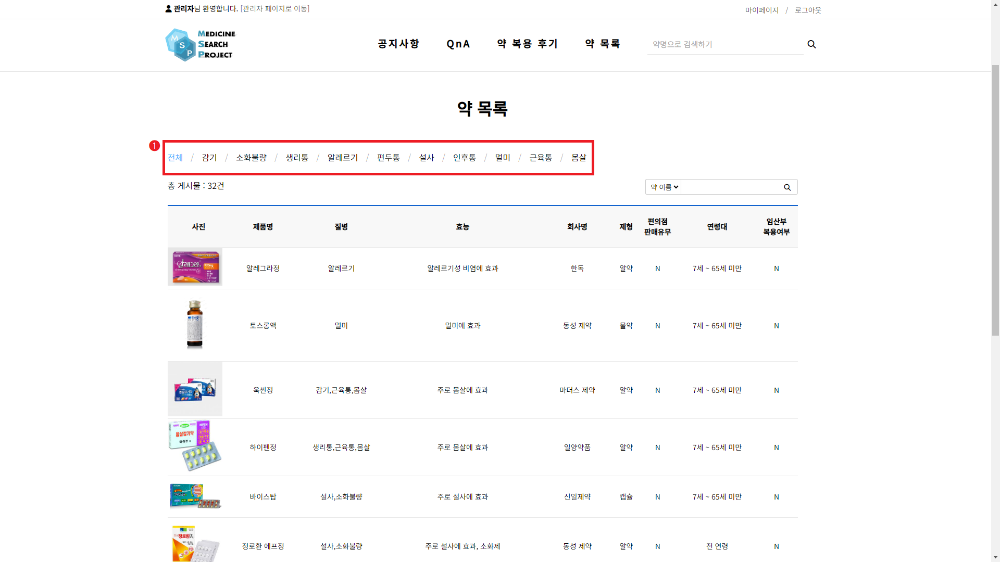 관리자님 환영합니다. [관리자 페이지로 이동]
마이페이지 / 로그아웃
MSP
MEDICINE
SEARCH
PROJECT
공지사항 QnA 약 복용 후기 약 목록
약명으로 검색하기
약 목록
1
전체 / 감기 / 소화불량 / 생리통 / 알레르기 / 편두통 / 설사 / 인후통 / 멀미 / 근육통 / 몸살
총 게시물 : 32건
약 이름
사진 제품명 질병 효능 회사명 제형 편의점 판매유무 연령대 임산부 복용여부
알레그라정 알레르기 알레르기성 비염에 효과 한독 알약 N 7세 ~ 65세 미만 N
토스롱액 멀미 멀미에 효과 동성 제약 물약 N 7세 ~ 65세 미만 N
욱씬정 감기,근육통,몸살 주로 몸살에 효과 마더스 제약 알약 N 7세 ~ 65세 미만 N
몸살감기약
하이펜정 생리통,근육통,몸살 주로 몸살에 효과 일양약품 알약 N 7세 ~ 65세 미만 N
바이스탑 설사,소화불량 주로 설사에 효과 신일제약 캡슐 N 7세 ~ 65세 미만 N
정로환
정로환 에프정 설사,소화불량 주로 설사에 효과, 소화제 동성 제약 알약 N 전 연령 N